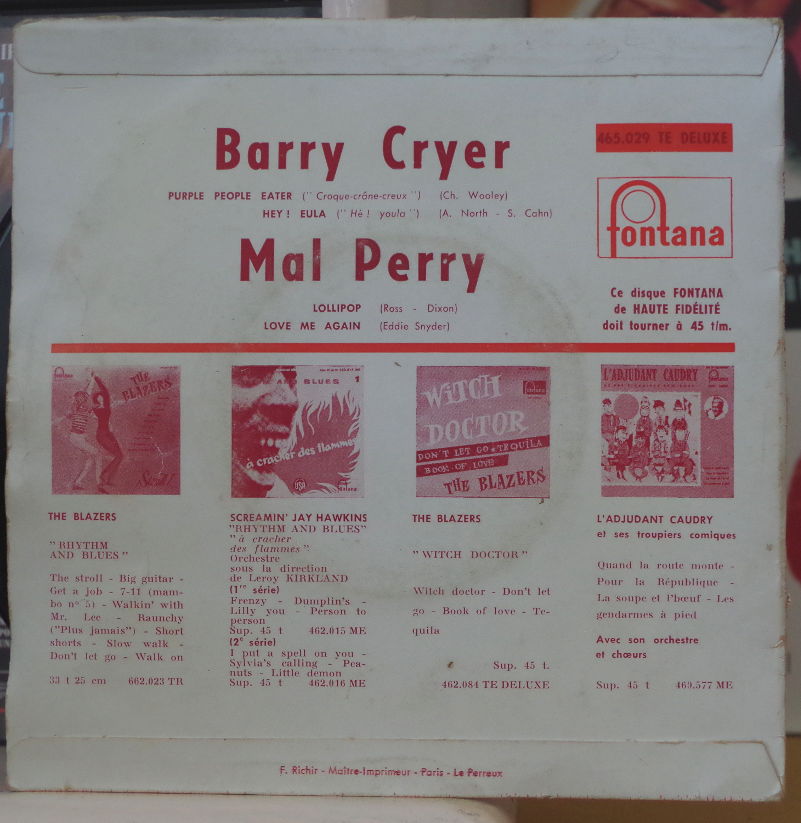 Barry Cryer
465.029 TE DELUXE
PURPLE PEOPLE EATER ("Croque-crâne-creux") (Ch. Wooley)
HEY! EULA ("Hé! youla") (A. North - S. Cahn)
fontana
Mal Perry
LOLLIPOP (Ross - Dixon)
LOVE ME AGAIN (Eddie Snyder)
Ce disque FONTANA
de HAUTE FIDÉLITÉ
doit tourner à 45 t/m.
THE
BLAZERS
Stroll!
AND BLUES 1
à cracher des flammes
fontana
WITCH
DOCTOR
DON'T LET GO • TEQUILA
BOOK OF LOVE
THE BLAZERS
L'ADJUDANT CAUDRY
THE BLAZERS
"RHYTHM
AND BLUES"
The stroll - Big guitar -
Get a job - 7-11 (mam-
bo n° 5) - Walkin' with
Mr. Lee - Raunchy
("Plus jamais") - Short
shorts - Slow walk -
Don't let go - Walk on
33 t 25 cm 662.023 TR
SCREAMIN' JAY HAWKINS
"RHYTHM AND BLUES"
"à cracher
des flammes"
Orchestre
sous la direction
de Leroy KIRKLAND
(1re série)
Frenzy - Dumplin's -
Lilly you - Person to
person
Sup. 45 t 462.015 ME
(2e série)
I put a spell on you -
Sylvia's calling - Pea-
nuts - Little demon
Sup. 45 t 462.016 ME
THE BLAZERS
"WITCH DOCTOR"
Witch doctor - Don't let
go - Book of love - Te-
quila
Sup. 45 t.
462.084 TE DELUXE
L'ADJUDANT CAUDRY
et ses troupiers comiques
Quand la route monte -
Pour la République -
La soupe et l'bœuf - Les
gendarmes à pied
Avec son orchestre
et chœurs
Sup. 45 t 460.577 ME
F. Richir - Maître-Imprimeur - Paris - Le Perreux